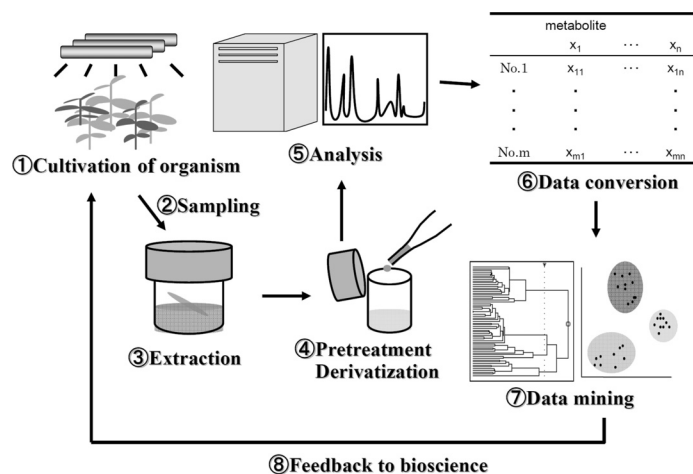 ①Cultivation of organism
②Sampling
③Extraction
④Pretreatment
Derivatization
⑤Analysis
metabolite
x1 ··· xn
No.1 x11 ··· x1n
· · ·
· · ·
· · ·
No.m xm1 ··· xmn
⑥Data conversion
⑦Data mining
⑧Feedback to bioscience